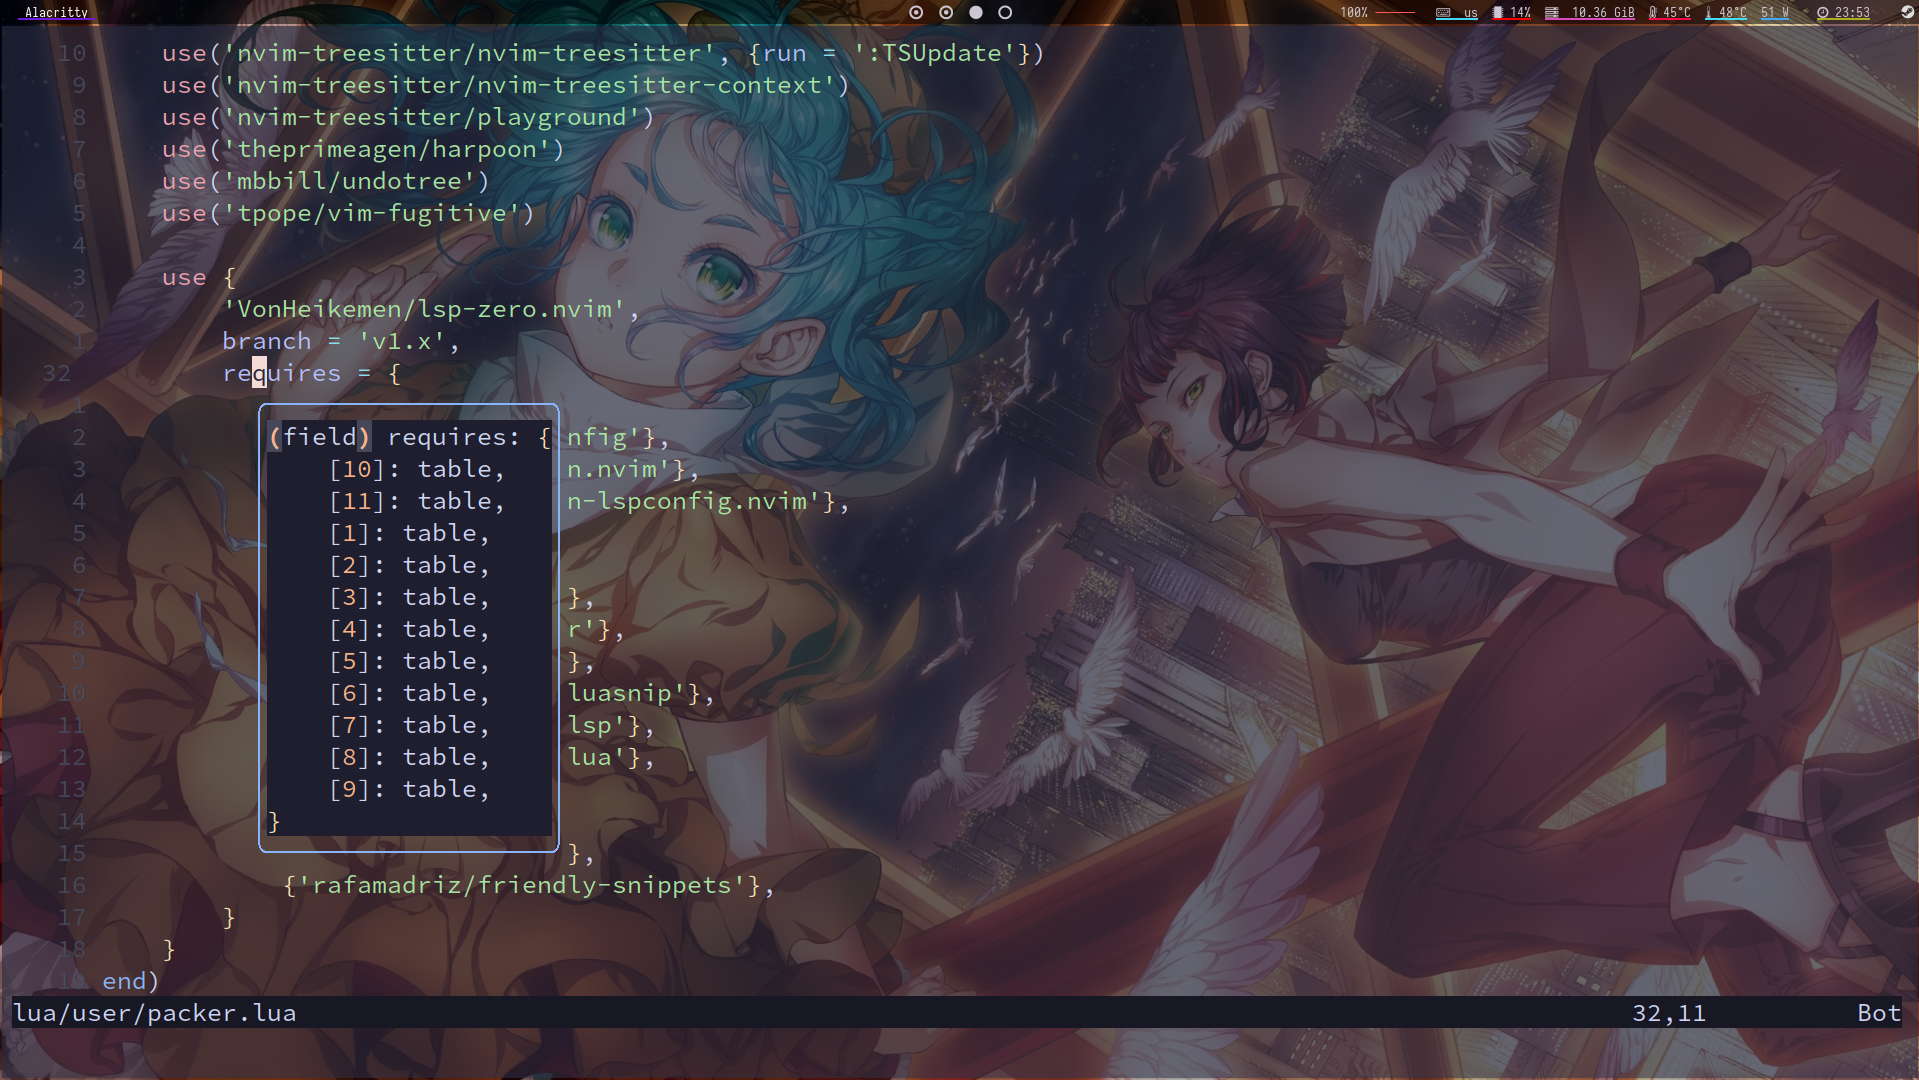 Alacritty
100% us 14% 10.36 GiB 45°C 48°C 51 W 23:53
10 use('nvim-treesitter/nvim-treesitter', {run = ':TSUpdate'})
9 use('nvim-treesitter/nvim-treesitter-context')
8 use('nvim-treesitter/playground')
7 use('theprimeagen/harpoon')
6 use('mbbill/undotree')
5 use('tpope/vim-fugitive')
4
3 use {
2 'VonHeikemen/lsp-zero.nvim',
1 branch = 'v1.x',
32 requires = {
1
2 (field) requires: { nfig'},
3 [10]: table, n.nvim'},
4 [11]: table, n-lspconfig.nvim'},
5 [1]: table,
6 [2]: table,
7 [3]: table, },
8 [4]: table, r'},
9 [5]: table, },
10 [6]: table, luasnip'},
11 [7]: table, lsp'},
12 [8]: table, lua'},
13 [9]: table,
14 }
15 },
16 {'rafamadriz/friendly-snippets'},
17 }
18 }
19 end)
lua/user/packer.lua 32,11 Bot